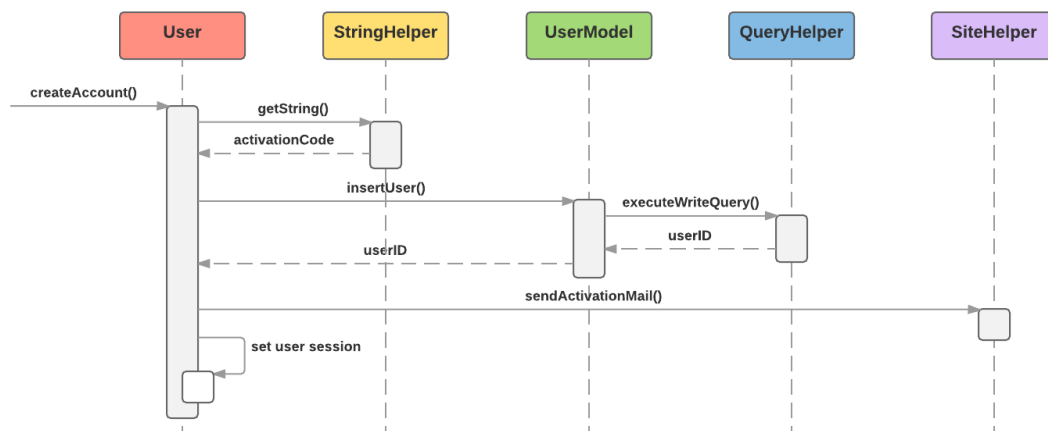 User
StringHelper
UserModel
QueryHelper
SiteHelper
createAccount()
getString()
activationCode
insertUser()
executeWriteQuery()
userID
userID
sendActivationMail()
set user session